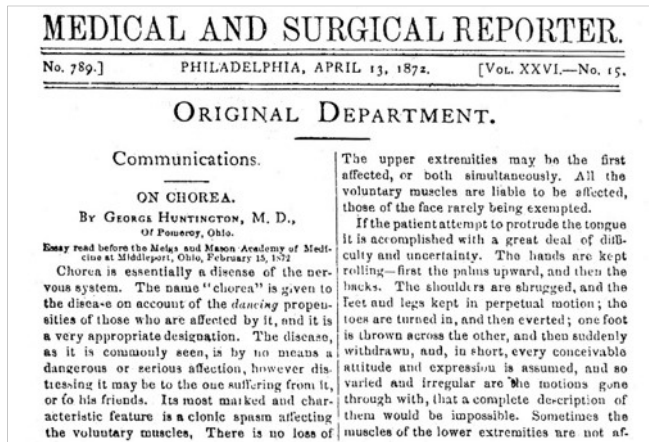 MEDICAL AND SURGICAL REPORTER.
No. 789.] PHILADELPHIA, APRIL 13, 1872. [VOL. XXVI.—No. 15.
ORIGINAL DEPARTMENT.
Communications.
ON CHOREA.
BY GEORGE HUNTINGTON, M. D.,
Of Pomeroy, Ohio.
Essay read before the Meigs and Mason Academy of Medi-
cine at Middleport, Ohio, February 15, 1872
Chorea is essentially a disease of the ner-
vous system. The name "chorea" is given to
the disease on account of the dancing propen-
sities of those who are affected by it, and it is
a very appropriate designation. The disease,
as it is commonly seen, is by no means a
dangerous or serious affection, however dis-
tressing it may be to the one suffering from it,
or to his friends. Its most marked and char-
acteristic feature is a clonic spasm affecting
the voluntary muscles, There is no loss of
The upper extremities may be the first
affected, or both simultaneously. All the
voluntary muscles are liable to be affected,
those of the face rarely being exempted.
If the patient attempt to protrude the tongue
it is accomplished with a great deal of diffi-
culty and uncertainty. The hands are kept
rolling—first the palms upward, and then the
backs. The shoulders are shrugged, and the
feet and legs kept in perpetual motion; the
toes are turned in, and then everted; one foot
is thrown across the other, and then suddenly
withdrawn, and, in short, every conceivable
attitude and expression is assumed, and so
varied and irregular are the motions gone
through with, that a complete description of
them would be impossible. Sometimes the
muscles of the lower extremities are not af-